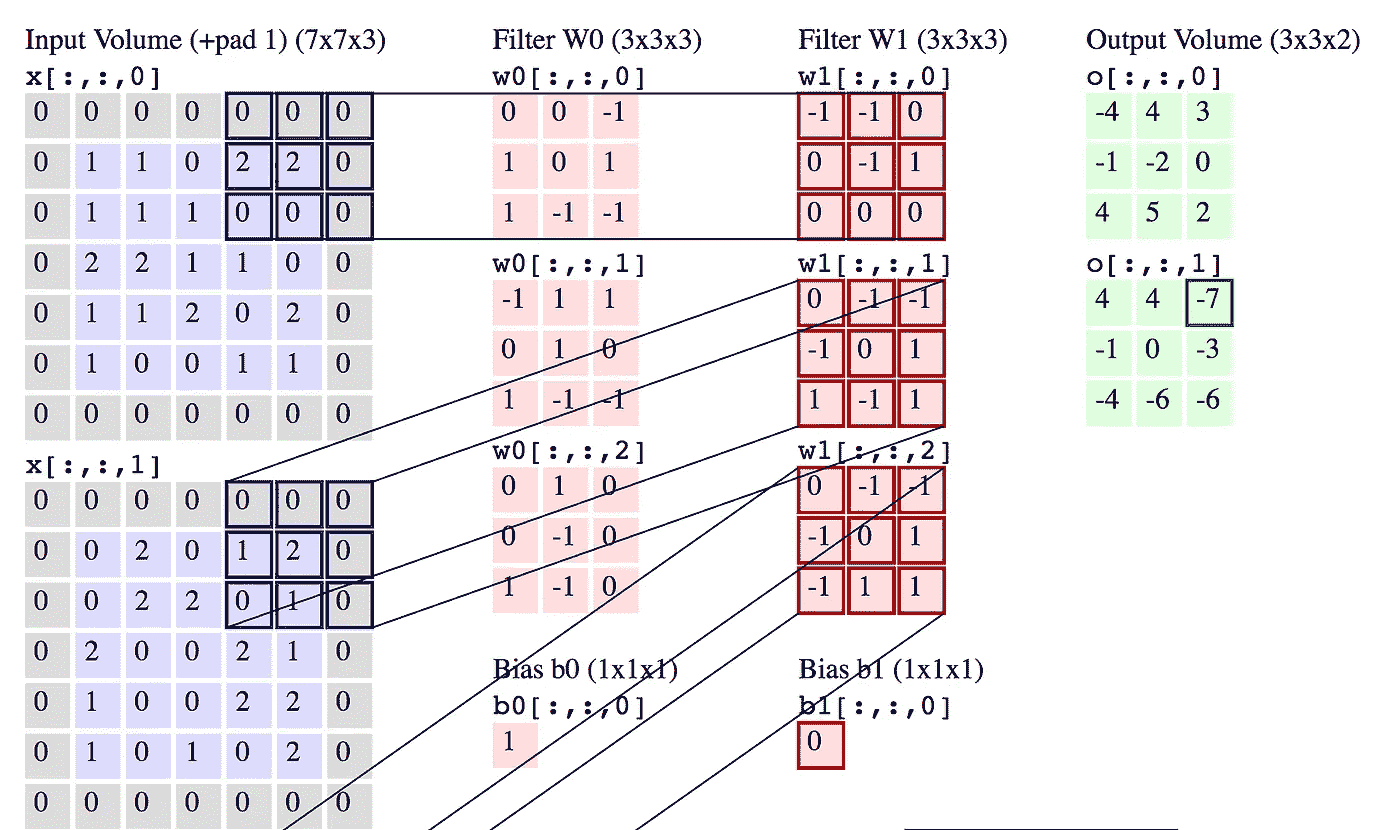 Input Volume (+pad 1) (7x7x3)
x[:,:,0]
0 0 0 0 0 0 0
0 1 1 0 2 2 0
0 1 1 1 0 0 0
0 2 2 1 1 0 0
0 1 1 2 0 2 0
0 1 0 0 1 1 0
0 0 0 0 0 0 0
x[:,:,1]
0 0 0 0 0 0 0
0 0 2 0 1 2 0
0 0 2 2 0 1 0
0 2 0 0 2 1 0
0 1 0 0 2 2 0
0 1 0 1 0 2 0
0 0 0 0 0 0 0
Filter W0 (3x3x3)
w0[:,:,0]
0 0 -1
1 0 1
1 -1 -1
w0[:,:,1]
-1 1 1
0 1 0
1 -1 -1
w0[:,:,2]
0 1 0
0 -1 0
1 -1 0
Bias b0 (1x1x1)
b0[:,:,0]
1
Filter W1 (3x3x3)
w1[:,:,0]
-1 -1 0
0 -1 1
0 0 0
w1[:,:,1]
0 -1 -1
-1 0 1
1 -1 1
w1[:,:,2]
0 -1 -1
-1 0 1
-1 1 1
Bias b1 (1x1x1)
b1[:,:,0]
0
Output Volume (3x3x2)
o[:,:,0]
-4 4 3
-1 -2 0
4 5 2
o[:,:,1]
4 4 -7
-1 0 -3
-4 -6 -6